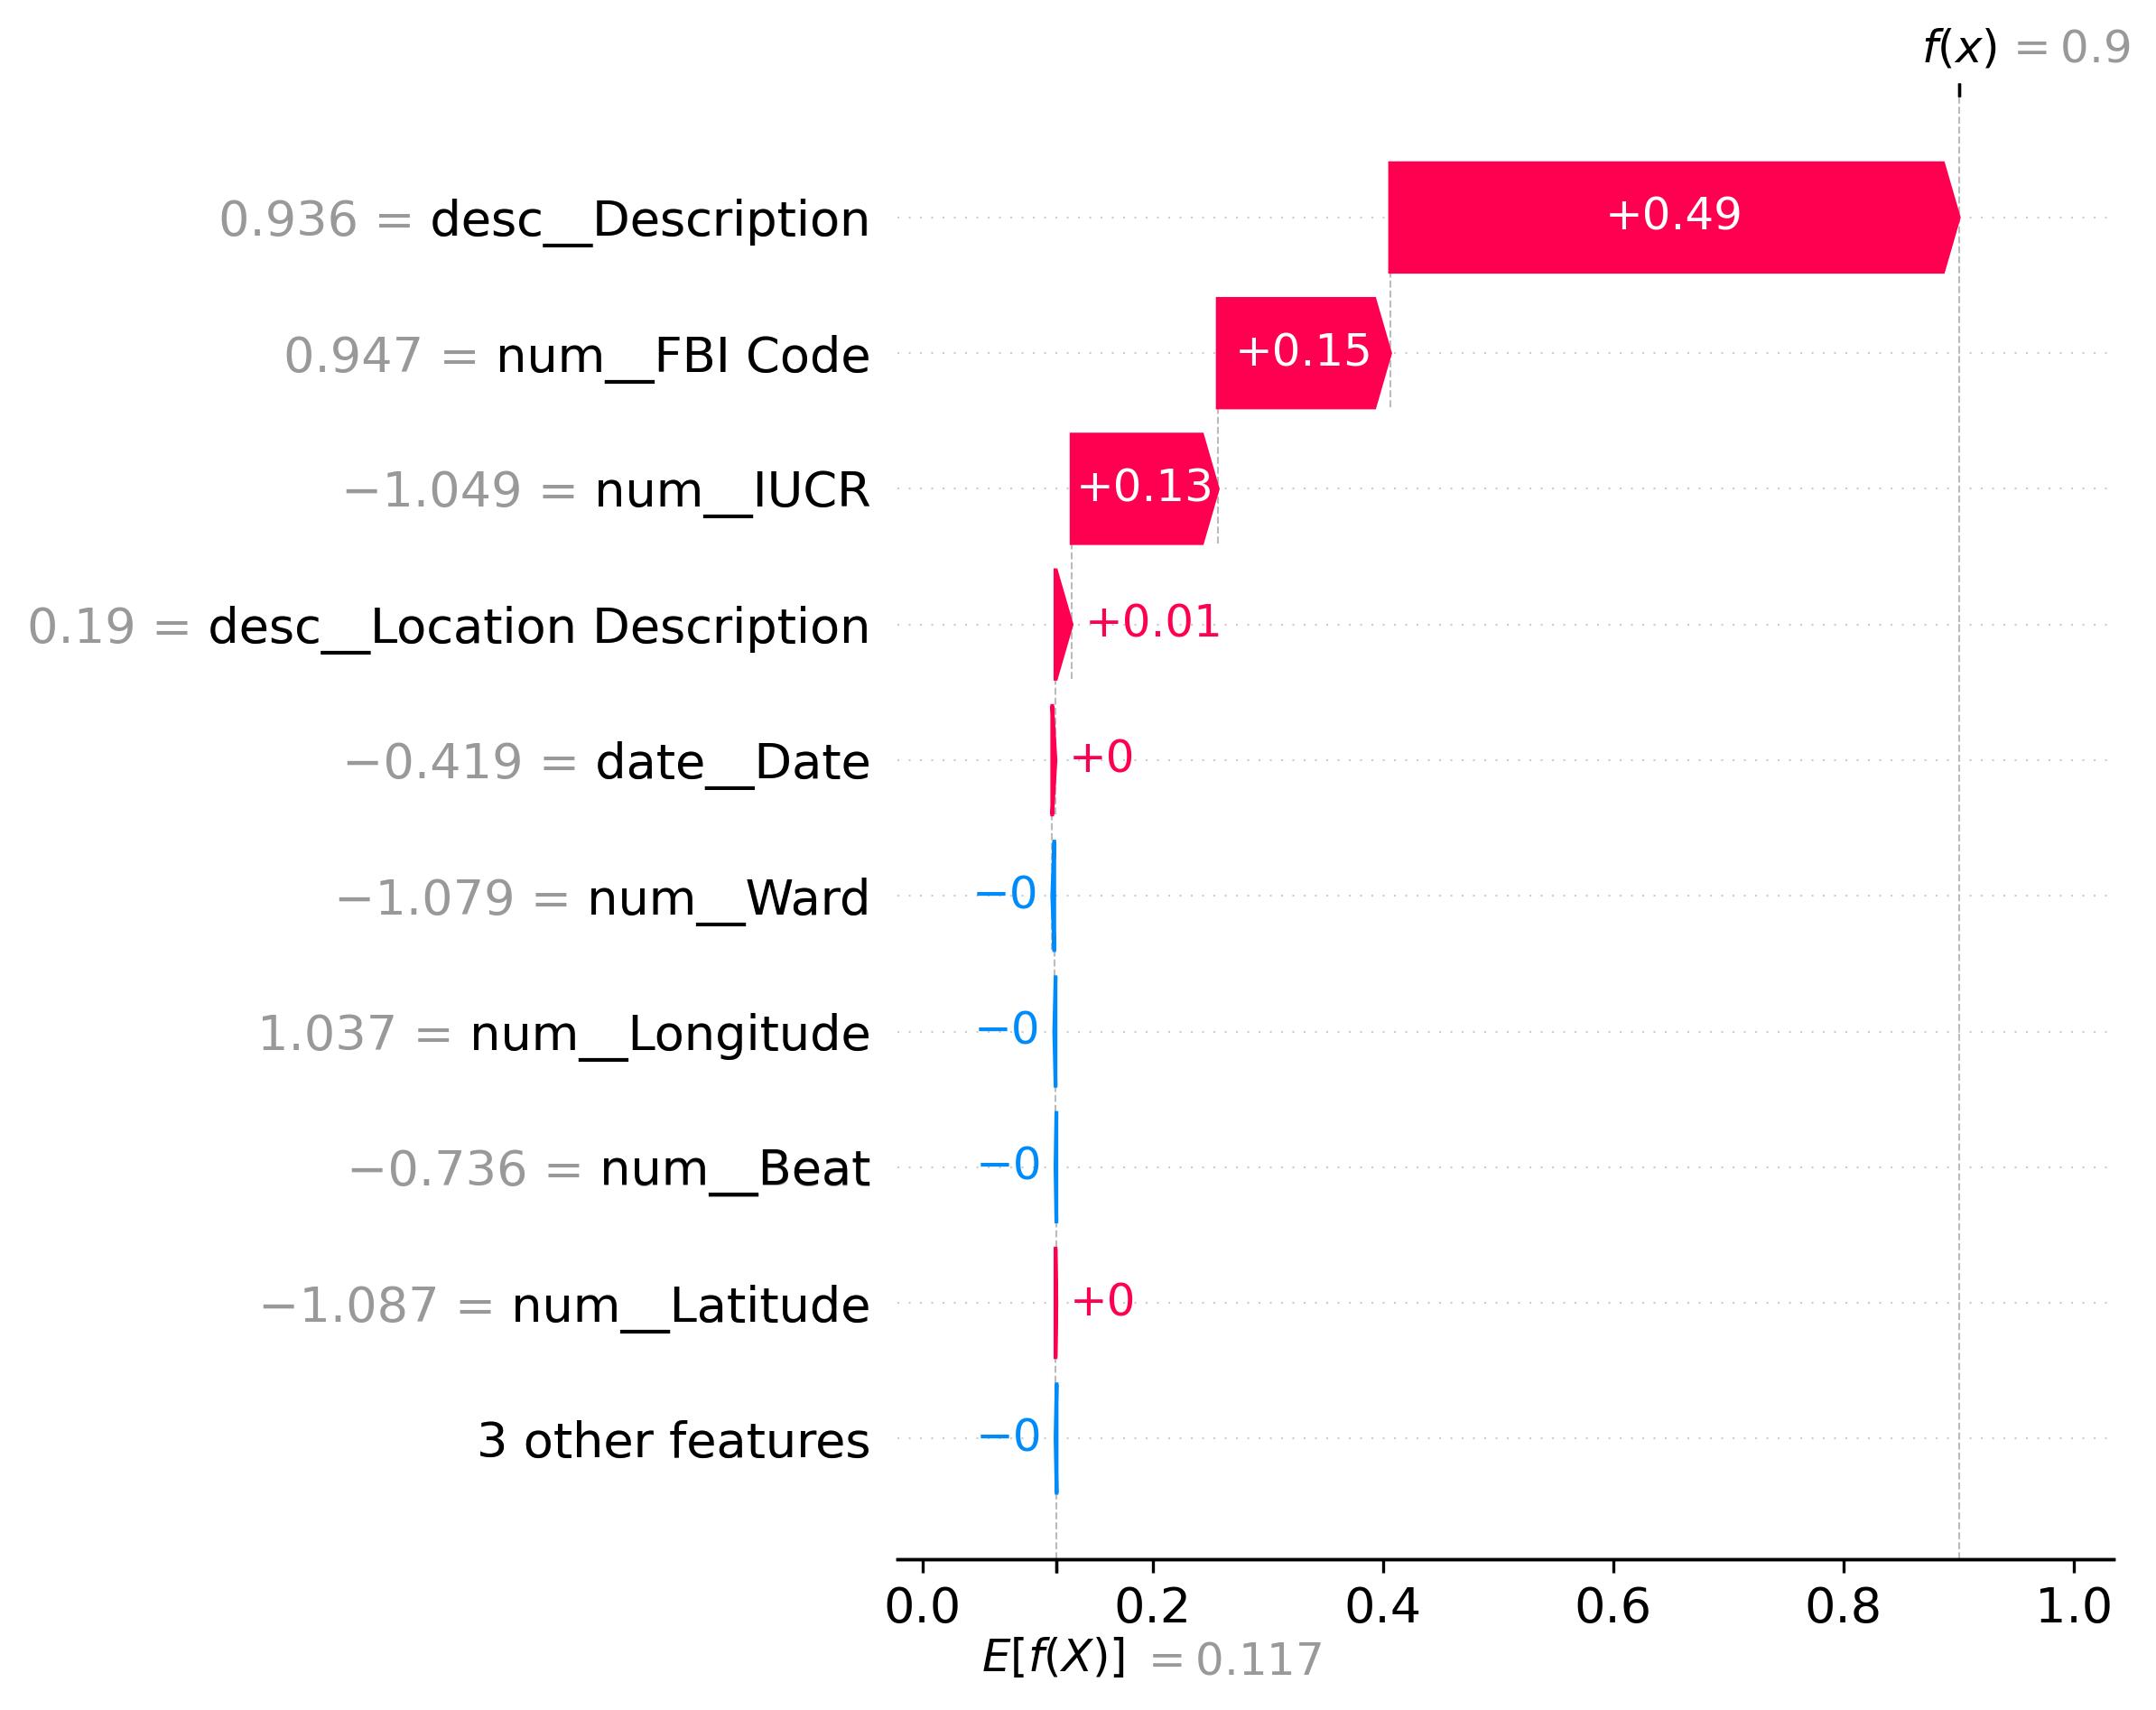 f(x) = 0.9
0.936 = desc__Description +0.49
0.947 = num__FBI Code +0.15
−1.049 = num__IUCR +0.13
0.19 = desc__Location Description +0.01
−0.419 = date__Date +0
−1.079 = num__Ward −0
1.037 = num__Longitude −0
−0.736 = num__Beat −0
−1.087 = num__Latitude +0
3 other features −0
0.0 0.2 0.4 0.6 0.8 1.0
E[f(X)] = 0.117